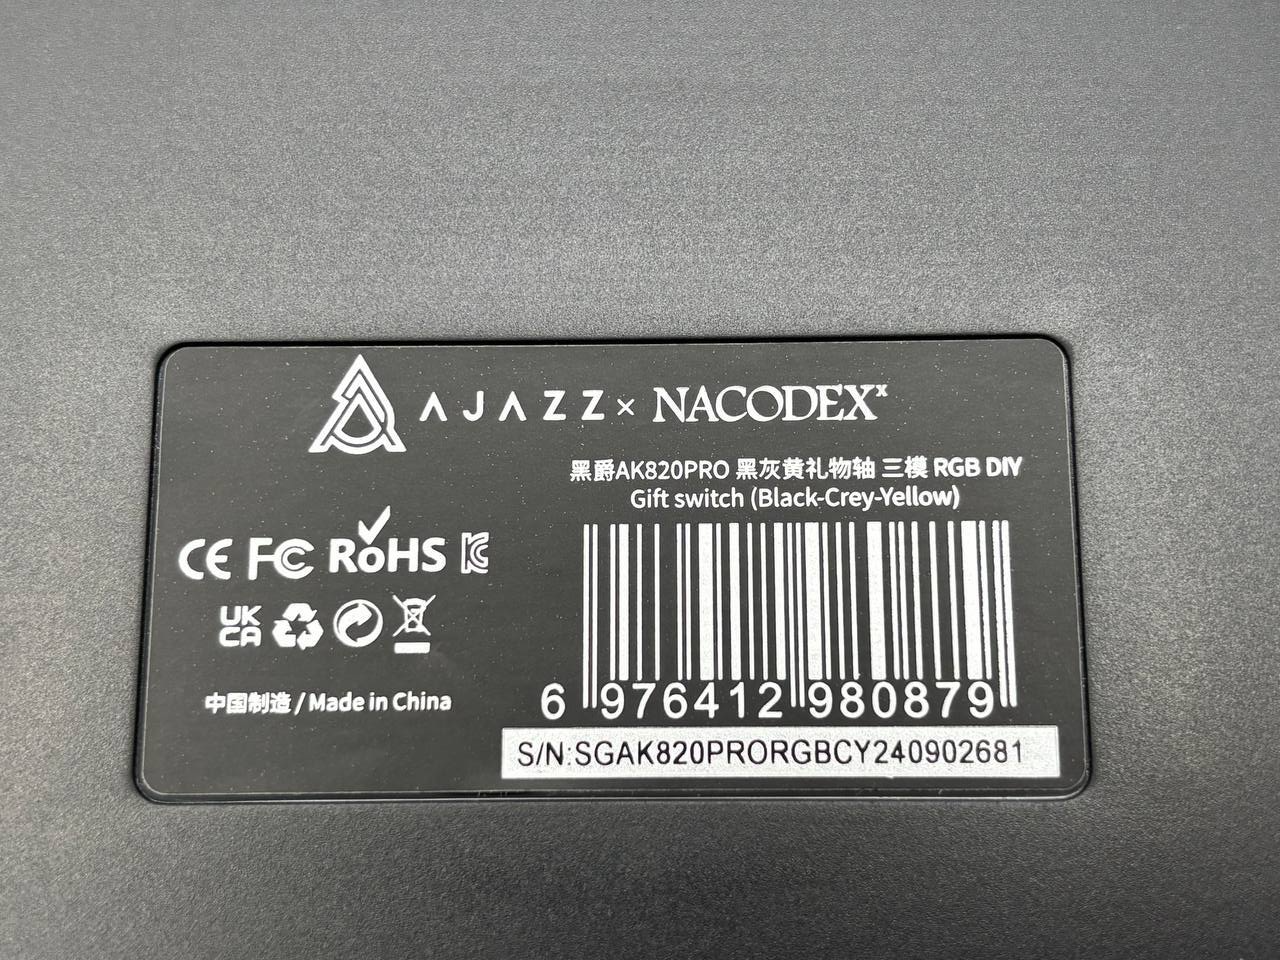 AJAZZ × NACODEXx
黑爵AK820PRO 黑灰黄礼物轴 三模 RGB DIY
Gift switch (Black-Crey-Yellow)
CE FC RoHS KC
UK
CA
6 976412 980879
中国制造 / Made in China
S/N:SGAK820PRORGBCY240902681